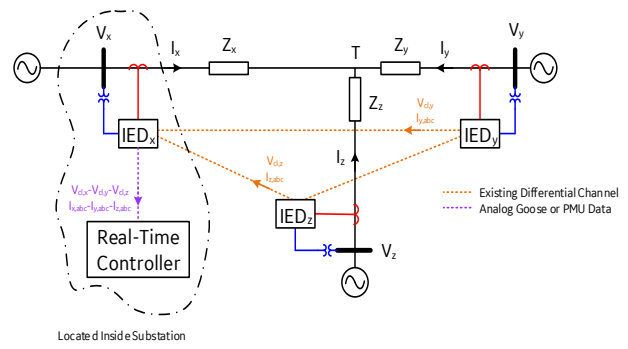 Vx
Ix
Zx
T
Zy
Iy
Vy
Zz
IEDx
Vcl,y
Iy,abc
IEDy
Vcl,z
Iz,abc
Iz
Vcl,x-Vcl,y-Vcl,z
Ix,abc-Iy,abc-Iz,abc
IEDz
Existing Differential Channel
Analog Goose or PMU Data
Real-Time
Controller
Vz
Located Inside Substation